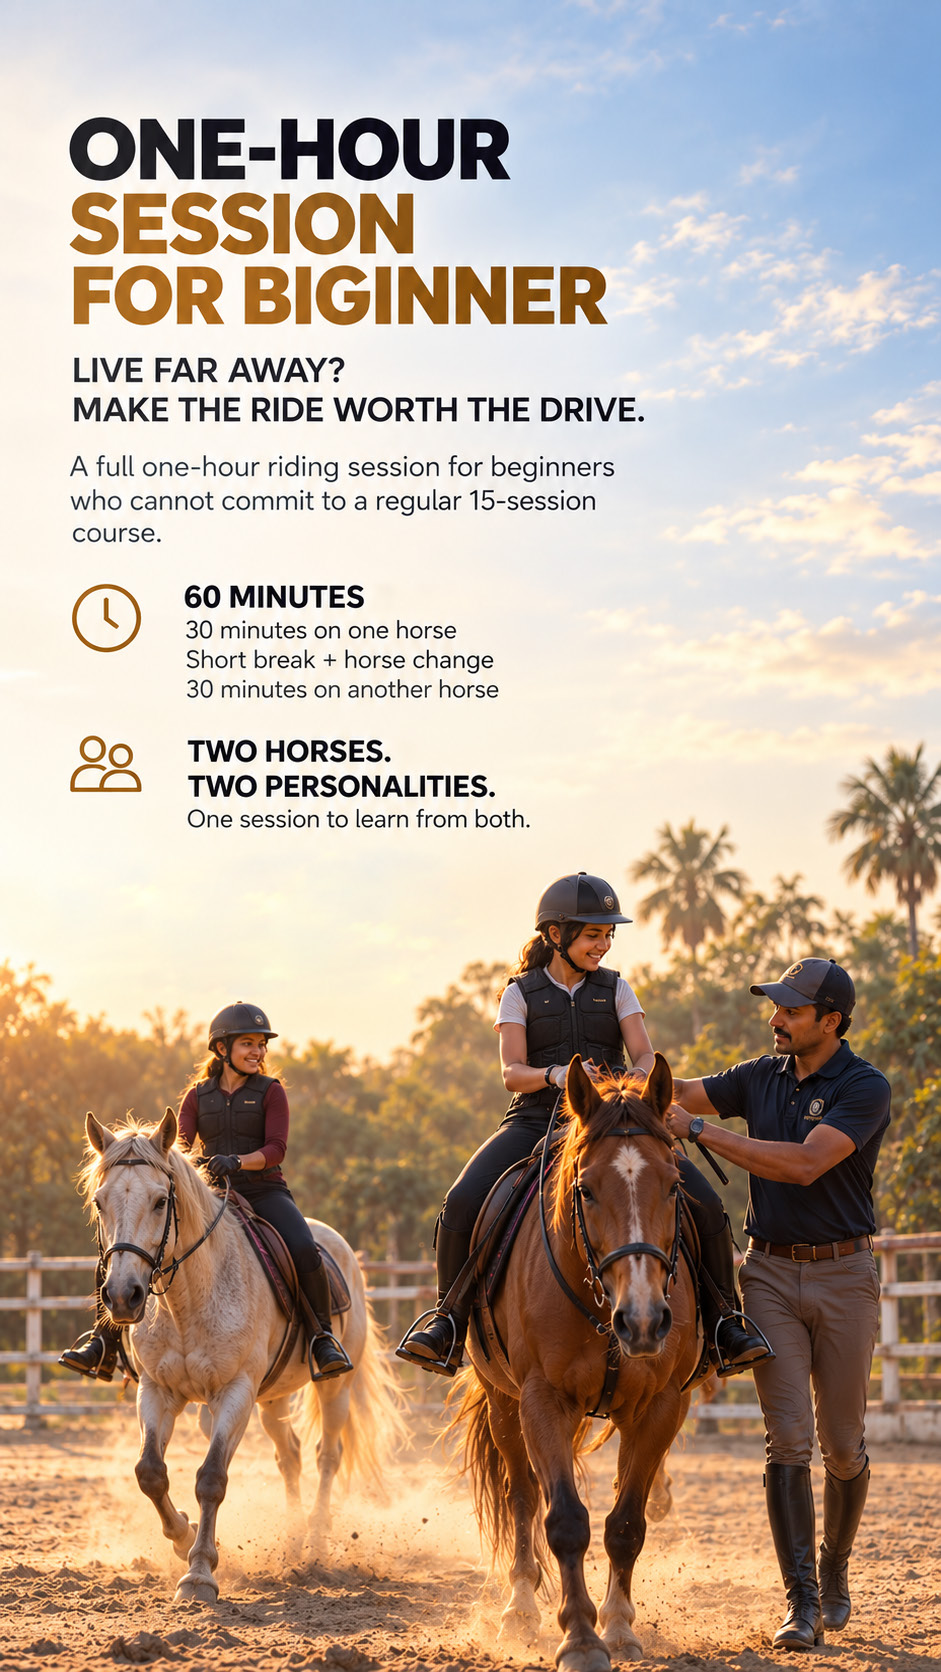 ONE-HOUR
SESSION
FOR BIGINNER
LIVE FAR AWAY?
MAKE THE RIDE WORTH THE DRIVE.
A full one-hour riding session for beginners
who cannot commit to a regular 15-session
course.
60 MINUTES
30 minutes on one horse
Short break + horse change
30 minutes on another horse
TWO HORSES.
TWO PERSONALITIES.
One session to learn from both.